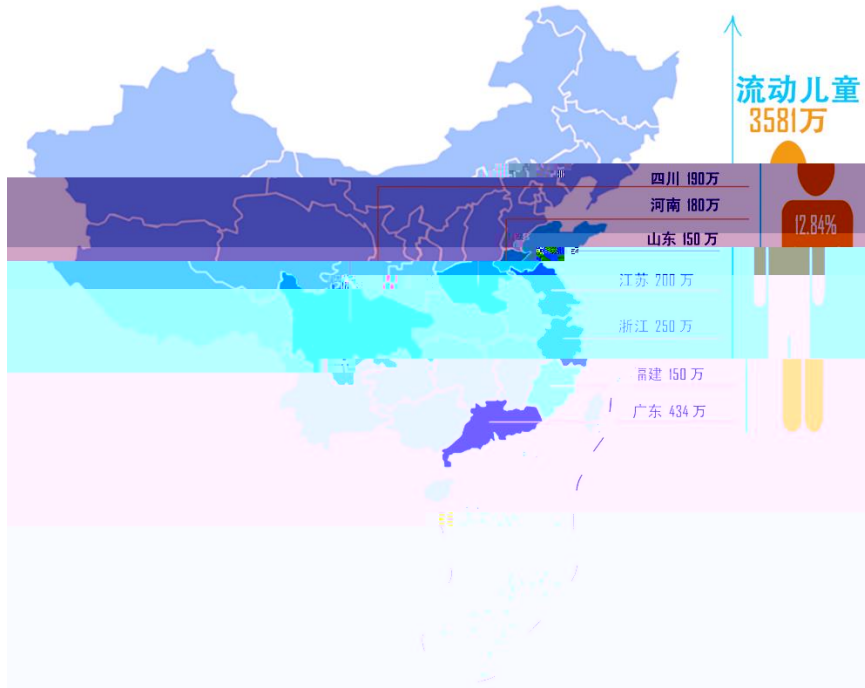 流动儿童
3581万
四川 190万
河南 180万
12.84%
山东 150万
江苏 200万
浙江 250万
福建 150万
广东 434万